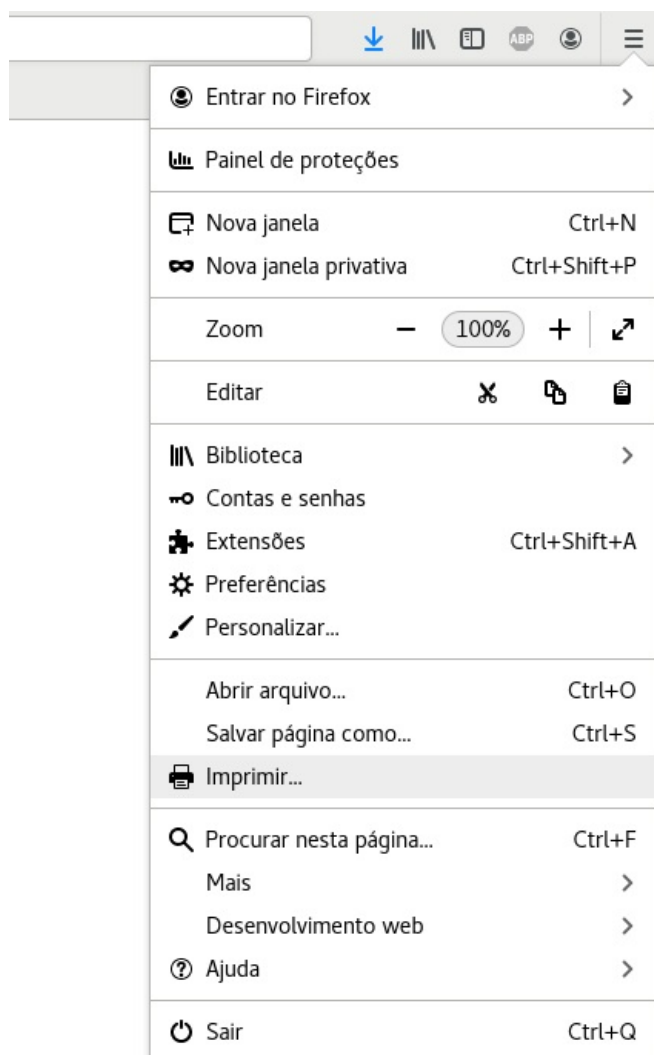 ABP
Entrar no Firefox
Painel de proteções
Nova janela Ctrl+N
Nova janela privativa Ctrl+Shift+P
Zoom 100%
Editar
Biblioteca
Contas e senhas
Extensões Ctrl+Shift+A
Preferências
Personalizar...
Abrir arquivo... Ctrl+O
Salvar página como... Ctrl+S
Imprimir...
Procurar nesta página... Ctrl+F
Mais
Desenvolvimento web
Ajuda
Sair Ctrl+Q